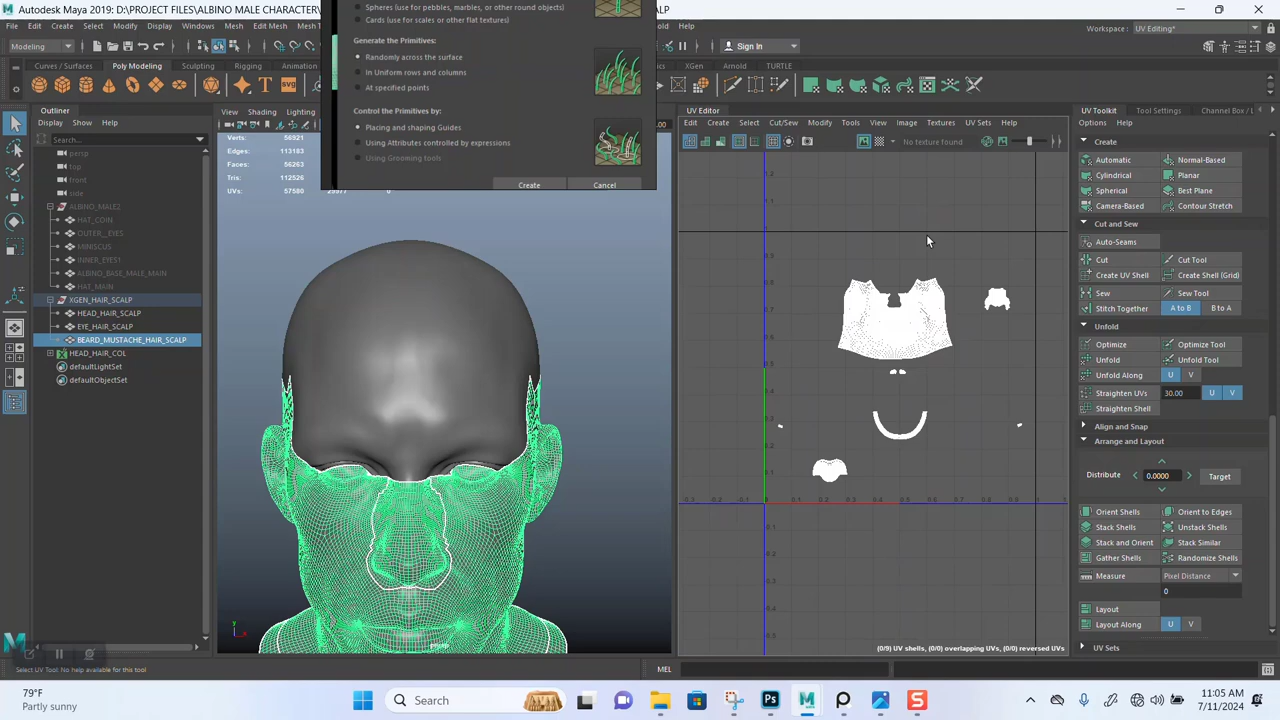 Autodesk Maya 2019: D:\PROJECT FILES\ALBINO MALE CHARACTER\
LP
File Edit Create Select Modify Display Windows Mesh Edit Mesh
Workspace: UV Editing*
Modeling
Sign In
Curves / Surfaces Poly Modeling Sculpting Rigging Animation
XGen Arnold TURTLE
Spheres (use for pebbles, marbles, or other round objects)
Cards (use for scales or other flat textures)
Generate the Primitives:
Randomly across the surface
In Uniform rows and columns
At specified points
Control the Primitives by:
Placing and shaping Guides
Using Attributes controlled by expressions
Using Grooming tools
Create Cancel
Outliner
Display Show Help
Search...
persp
top
front
side
ALBINO_MALE2
HAT_COIN
OUTER__EYES
MINISCUS
INNER_EYES1
ALBINO_BASE_MALE_MAIN
HAT_MAIN
XGEN_HAIR_SCALP
HEAD_HAIR_SCALP
EYE_HAIR_SCALP
BEARD_MUSTACHE_HAIR_SCALP
HEAD_HAIR_COL
defaultLightSet
defaultObjectSet
View Shading Lighting
Verts: 56921
Edges: 113183
Faces: 56263
Tris: 112526
UVs: 57580 29977 0
persp
UV Editor
Edit Create Select Cut/Sew Modify Tools View Image Textures UV Sets Help
No texture found
(0/9) UV shells, (0/0) overlapping UVs, (0/0) reversed UVs
UV Toolkit Tool Settings Channel Box / L
Options Help
Create
Automatic Normal-Based
Cylindrical Planar
Spherical Best Plane
Camera-Based Contour Stretch
Cut and Sew
Auto-Seams
Cut Cut Tool
Create UV Shell Create Shell (Grid)
Sew Sew Tool
Stitch Together A to B B to A
Unfold
Optimize Optimize Tool
Unfold Unfold Tool
Unfold Along U V
Straighten UVs 30.00 U V
Straighten Shell
Align and Snap
Arrange and Layout
Distribute 0.0000 Target
Orient Shells Orient to Edges
Stack Shells Unstack Shells
Stack and Orient Stack Similar
Gather Shells Randomize Shells
Measure Pixel Distance
0
Layout
Layout Along U V
UV Sets
Select UV Tool: No help available for this tool
MEL
79°F
Partly sunny
Search
11:05 AM
7/11/2024